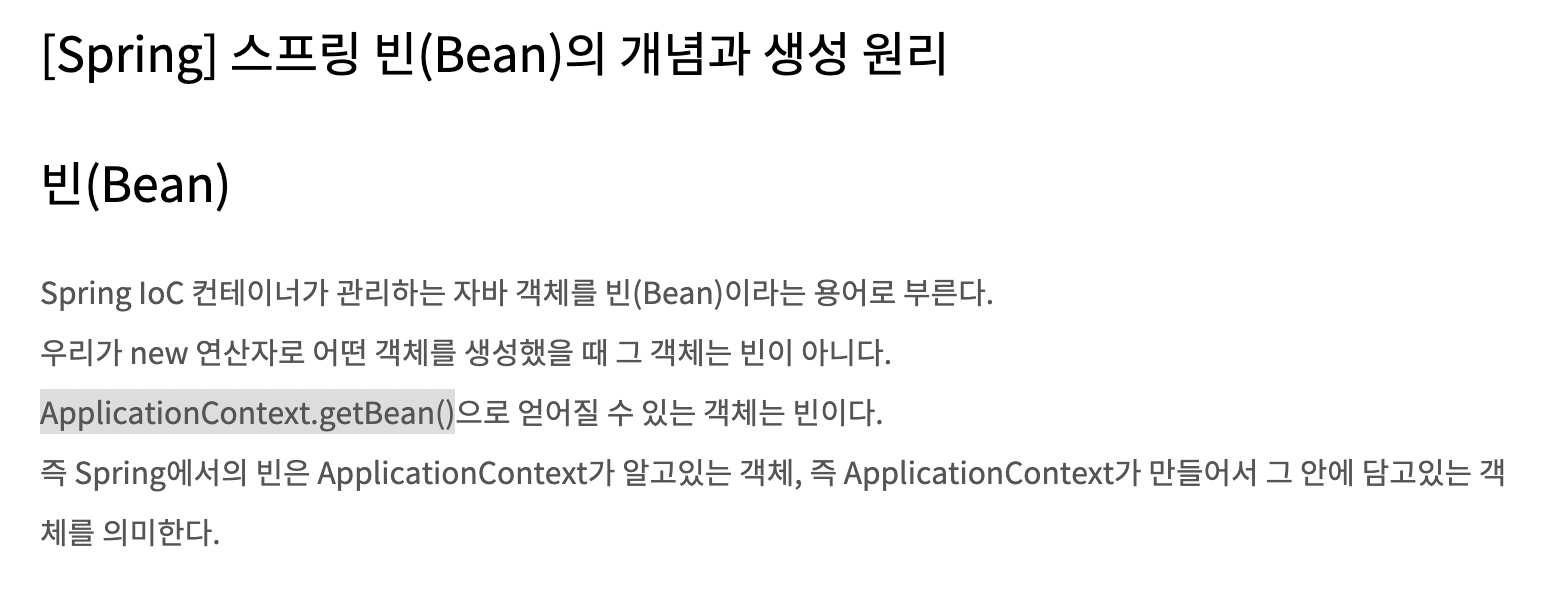 [Spring] 스프링 빈(Bean)의 개념과 생성 원리
빈(Bean)
Spring IoC 컨테이너가 관리하는 자바 객체를 빈(Bean)이라는 용어로 부른다.
우리가 new 연산자로 어떤 객체를 생성했을 때 그 객체는 빈이 아니다.
ApplicationContext.getBean()으로 얻어질 수 있는 객체는 빈이다.
즉 Spring에서의 빈은 ApplicationContext가 알고있는 객체, 즉 ApplicationContext가 만들어서 그 안에 담고있는 객
체를 의미한다.